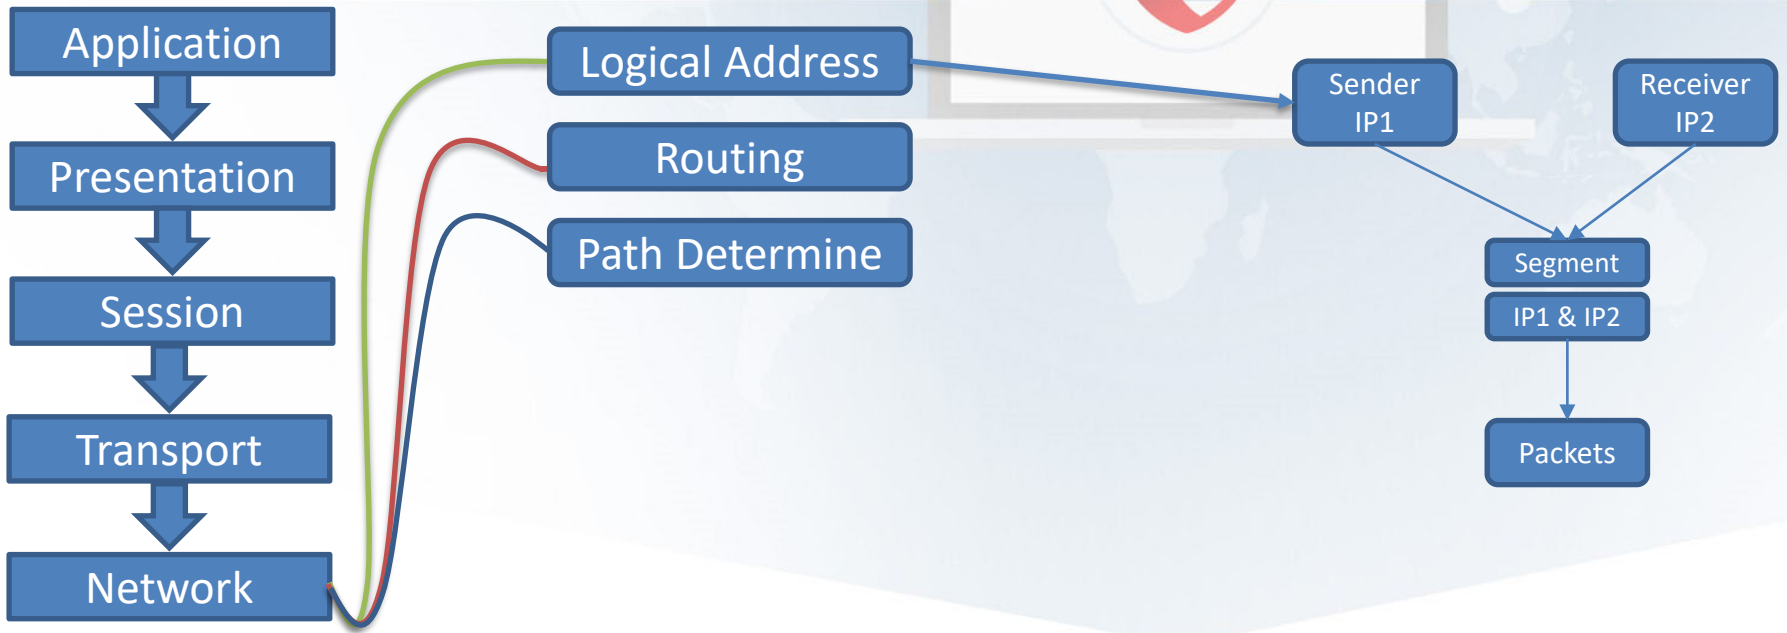 Application
Presentation
Session
Transport
Network
Logical Address
Routing
Path Determine
Sender
IP1
Receiver
IP2
Segment
IP1 & IP2
Packets